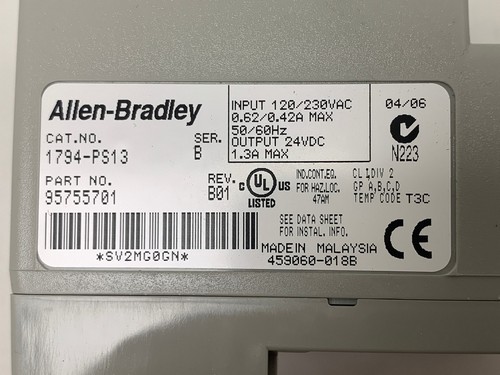 Allen-Bradley
CAT.NO. SER.
1794-PS13 B
PART NO. REV.
95755701 B01
*SV2MG0GN*
INPUT 120/230VAC
0.62/0.42A MAX
50/60Hz
OUTPUT 24VDC
1.3A MAX
04/06
N223
C UL US
LISTED
IND.CONT.EQ.
FOR HAZ.LOC.
47AM
CL I,DIV 2
GP A,B,C,D
TEMP CODE T3C
SEE DATA SHEET
FOR INSTAL. INFO.
MADE IN MALAYSIA
459060-018B
CE